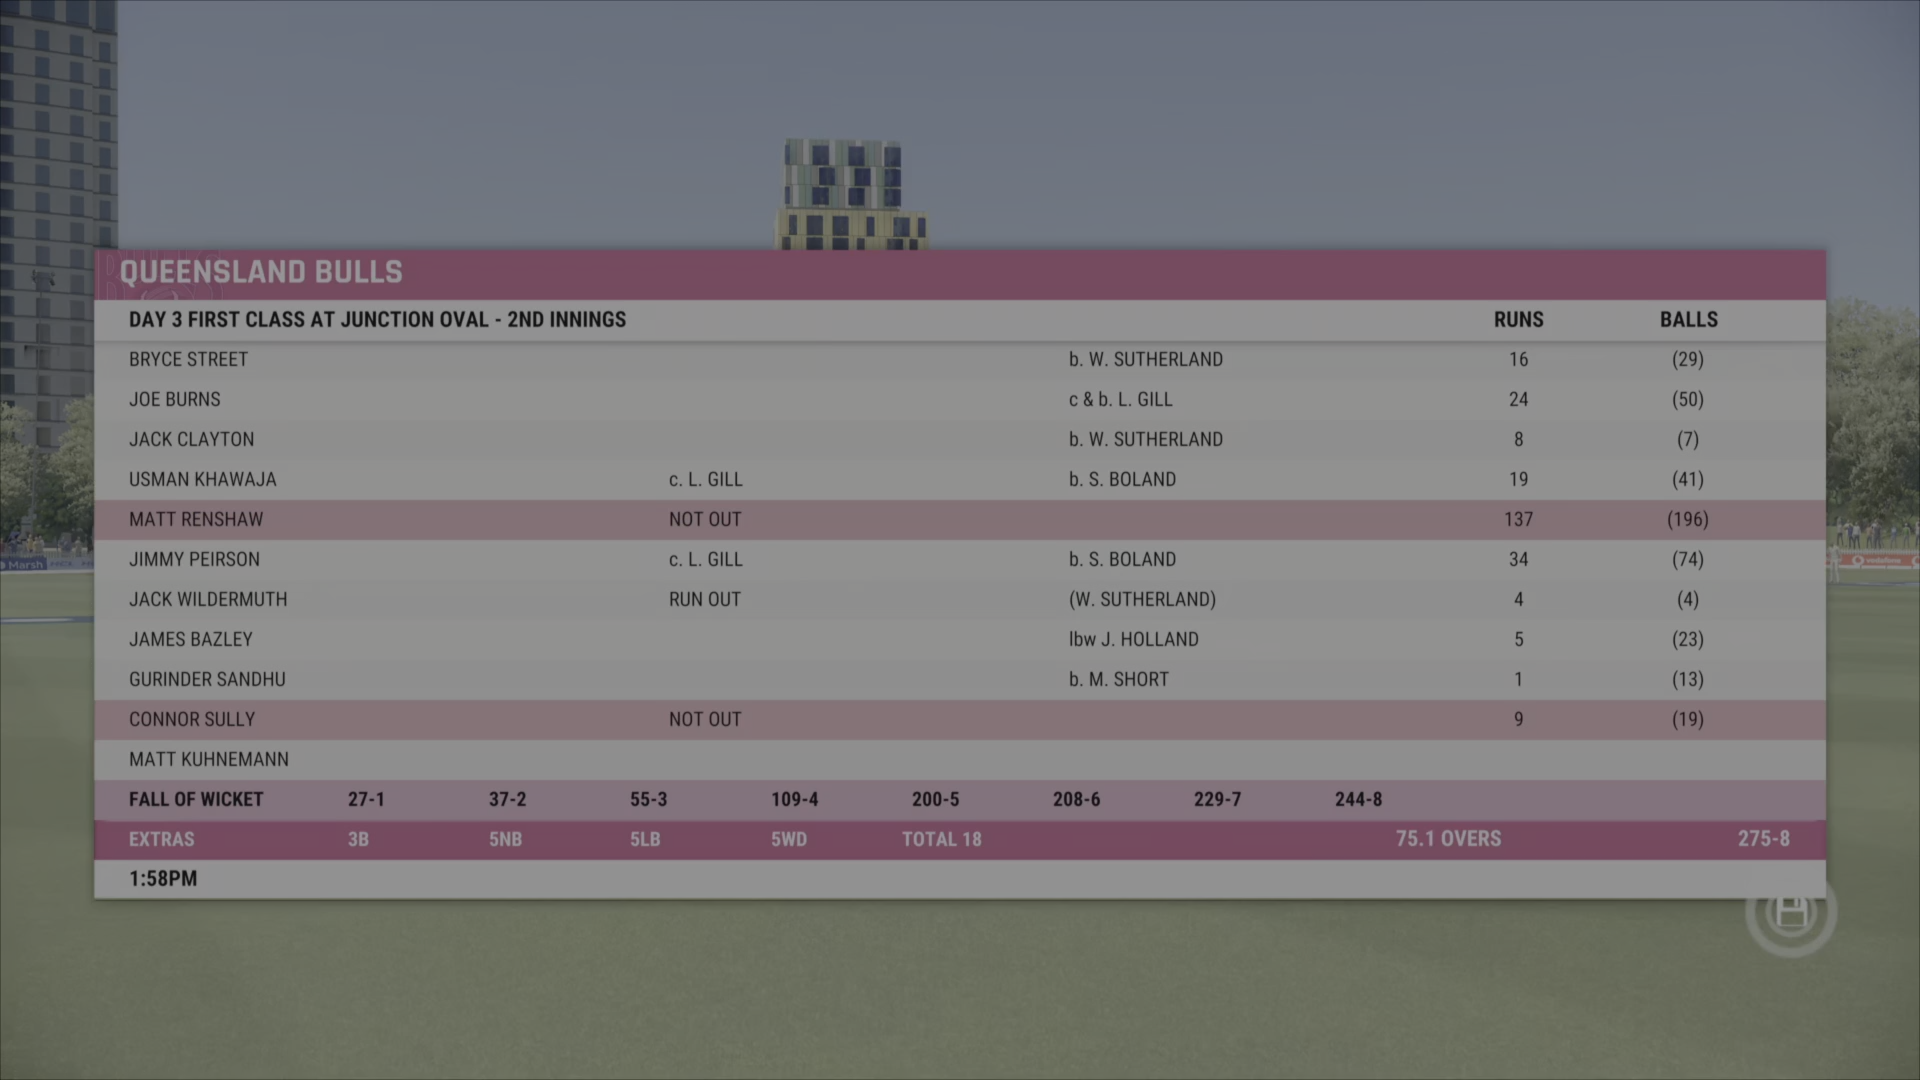 QUEENSLAND BULLS
DAY 3 FIRST CLASS AT JUNCTION OVAL - 2ND INNINGS RUNS BALLS
BRYCE STREET b. W. SUTHERLAND 16 (29)
JOE BURNS c & b. L. GILL 24 (50)
JACK CLAYTON b. W. SUTHERLAND 8 (7)
USMAN KHAWAJA c. L. GILL b. S. BOLAND 19 (41)
MATT RENSHAW NOT OUT 137 (196)
JIMMY PEIRSON c. L. GILL b. S. BOLAND 34 (74)
JACK WILDERMUTH RUN OUT (W. SUTHERLAND) 4 (4)
JAMES BAZLEY lbw J. HOLLAND 5 (23)
GURINDER SANDHU b. M. SHORT 1 (13)
CONNOR SULLY NOT OUT 9 (19)
MATT KUHNEMANN
FALL OF WICKET 27-1 37-2 55-3 109-4 200-5 208-6 229-7 244-8
EXTRAS 3B 5NB 5LB 5WD TOTAL 18 75.1 OVERS 275-8
1:58PM
Marsh
vodafone